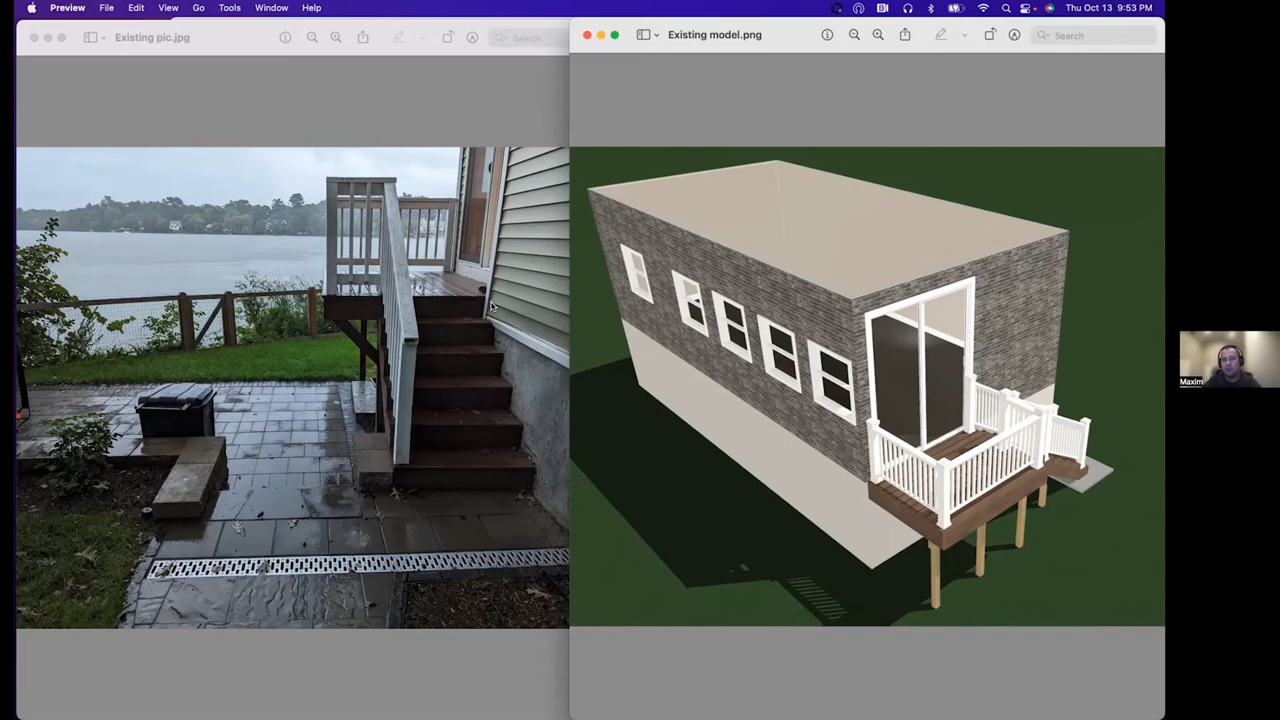 Preview File Edit View Go Tools Window Help Thu Oct 13 9:53 PM
Existing pic.jpg Search
Existing model.png Search
Maxim